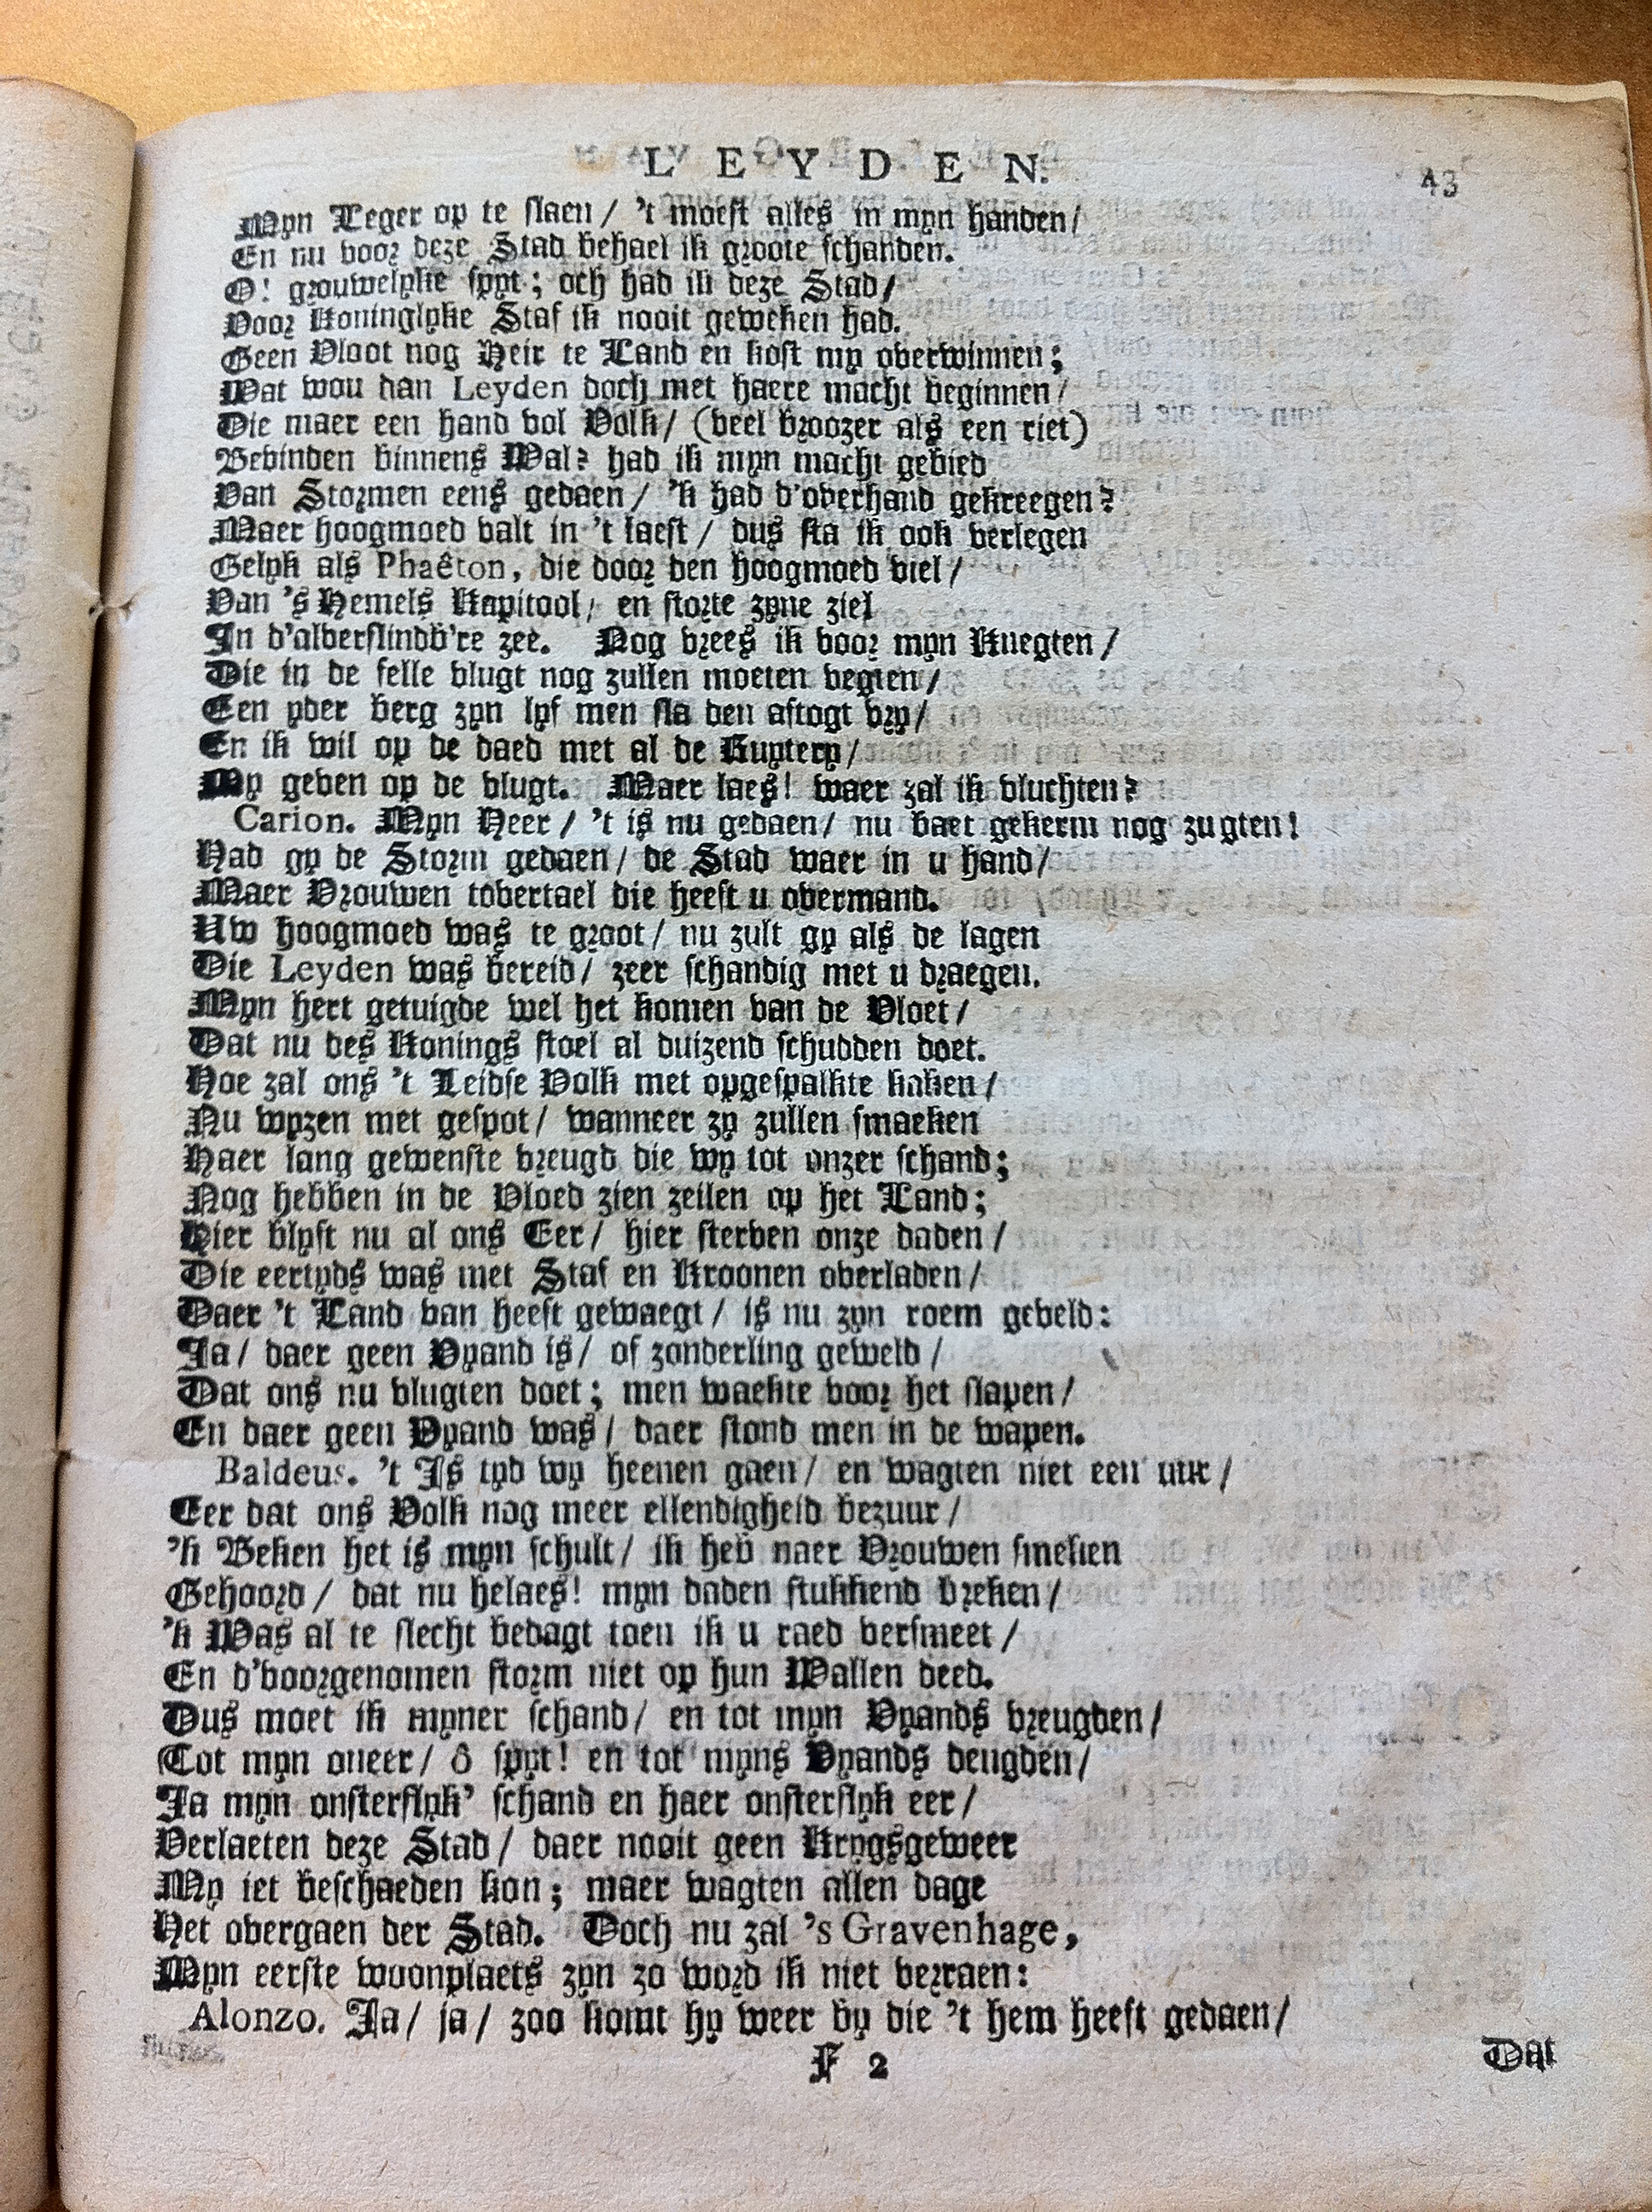 LEYDEN. 43
Myn Leger op te slaen / 't moest alles in myn handen /
En nu voor deze Stad behael ik groote schanden.
O! grouwelyke spyt; och had ik deze Stad /
Voor Koninglyke Staf ik nooit geweken had.
Geen Vloot nog Heir te Land en kost my overwinnen;
Wat wou dan Leyden doch met haere macht beginnen /
Die maer een hand vol Volk / (veel broozer als een riet)
Bevinden binnens Wal? had ik myn macht gebied
Van Stormen eens gedaen / 'k had d'overhand gekreegen?
Maer hoogmoed valt in 't laest / dus sta ik ook verlegen
Gelyk als Phaêton, die door den hoogmoed viel /
Van 's Hemels Kapitool / en storte zyne ziel
In d'alverslindb're zee. Nog vrees ik voor myn Knegten /
Die in de felle vlugt nog zullen moeten vegten /
Een yder berg zyn lyf men sla den aftogt vry /
En ik wil op de daed met al de Ruytery /
My geven op de vlugt. Maer laes! waer zal ik vluchten?
Carion. Myn Heer / 't is nu gedaen / nu baet gekerm nog zugten!
Had gy de Storm gedaen / de Stad waer in u hand /
Maer Vrouwen tovertael die heeft u overmand.
Uw hoogmoed was te groot / nu zult gy als de lagen
Die Leyden was bereid / zeer schandig met u draegen.
Myn hert getuigde wel het komen van de Vloet /
Dat nu des Konings stoel al duizend schudden doet.
Hoe zal ons 't Leidse Volk met opgespalkte kaken /
Nu wyzen met gespot / wanneer zy zullen smaeken
Haer lang gewenste vreugd die wy tot onzer schand;
Nog hebben in de Vloed zien zeilen op het Land;
Hier blyft nu al ons Eer / hier sterven onze daden /
Die eertyds was met Staf en Kroonen overladen /
Daer 't Land van heeft gewaegt / is nu zyn roem geveld:
Ja / daer geen Vyand is / of zonderling geweld /
Dat ons nu vlugten doet; men waekte voor het slapen /
En daer geen Vyand was / daer stond men in de wapen.
Baldeus. 't Is tyd wy heenen gaen / en wagten niet een uur /
Eer dat ons Volk nog meer ellendigheid bezuur /
'k Beken het is myn schult / ik heb naer Vrouwen smeken
Gehoord / dat nu helaes! myn daden stukkend breken /
'k Was al te slecht bedagt toen ik u raed versmeet /
En d'voorgenomen storm niet op hun Wallen deed.
Dus moet ik myner schand / en tot myn Vyands vreugden /
Tot myn oneer / ô spyt! en tot myns Vyands deugden /
Ja myn onsterflyk' schand en haer onsterflyk eer /
Verlaeten deze Stad / daer nooit geen Krygsgeweer
My iet beschaeden kon; maer wagten allen dage
Het overgaen der Stad. Doch nu zal 's Gravenhage,
Myn eerste woonplaets zyn zo word ik niet verraen:
Alonzo. Ja / ja / zoo komt hy weer by die 't hem heeft gedaen /
F 2 Dat